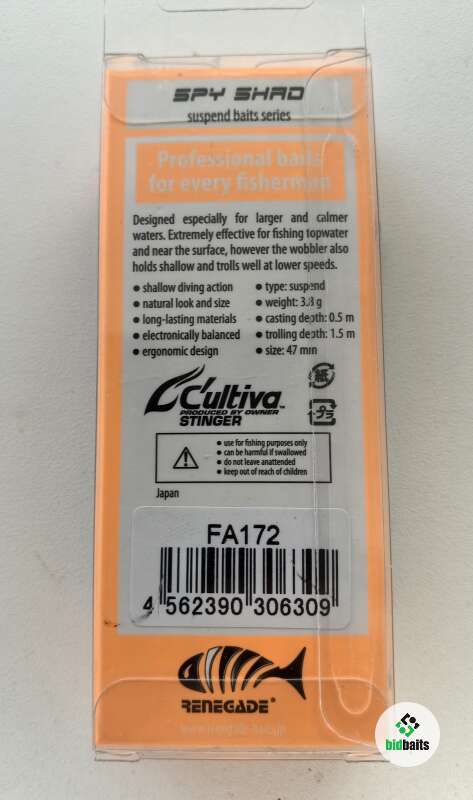 SPY SHAD
suspend baits series
Professional baits
for every fisherman
Designed especially for larger and calmer
waters. Extremely effective for fishing topwater
and near the surface, however the wobbler also
holds shallow and trolls well at lower speeds.
• shallow diving action
• natural look and size
• long-lasting materials
• electronically balanced
• ergonomic design
• type: suspend
• weight: 3.8 g
• casting depth: 0.5 m
• trolling depth: 1.5 m
• size: 47 mm
C'ultiva™
PRODUCED BY OWNER
STINGER
紙
プラ
• use for fishing purposes only
• can be harmful if swallowed
• do not leave anattended
• keep out of reach of children
Japan
FA172
4 562390 306309
RENEGADE®
bidbaits